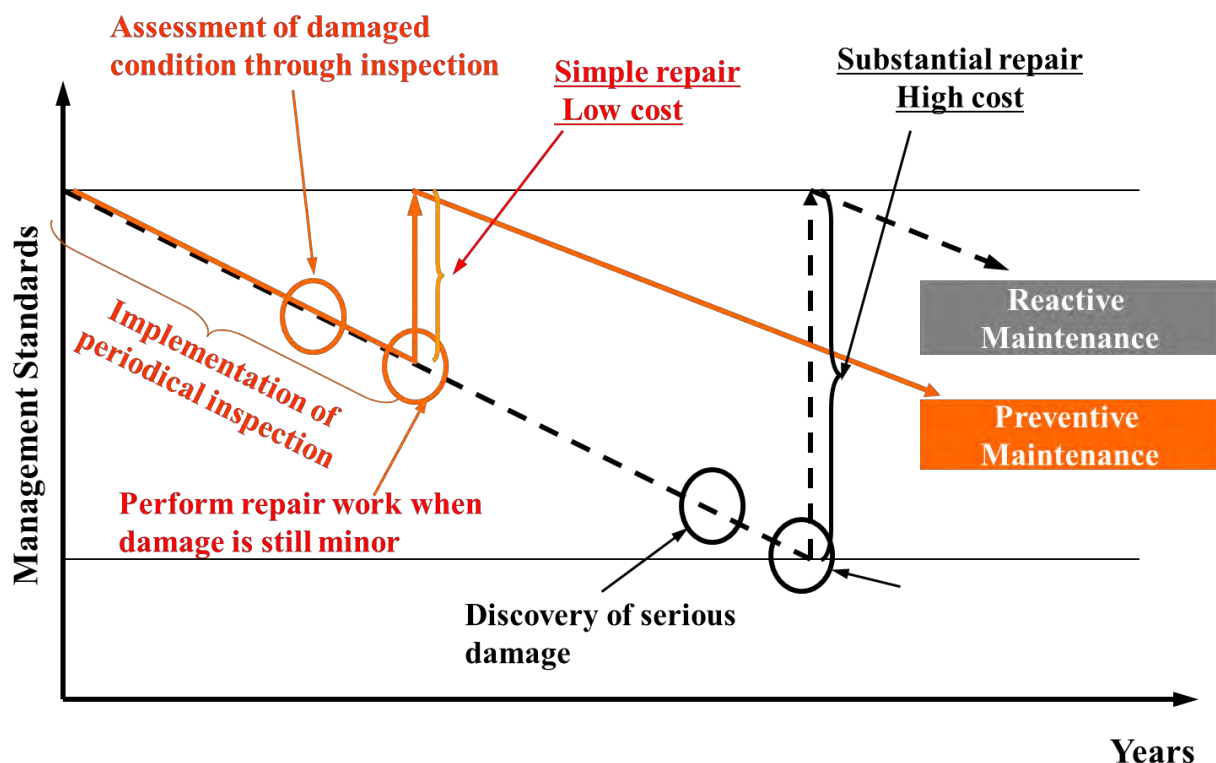 Assessment of damaged
condition through inspection
Simple repair
Low cost
Substantial repair
High cost
Management Standards
Implementation of
periodical inspection
Reactive
Maintenance
Preventive
Maintenance
Perform repair work when
damage is still minor
Discovery of serious
damage
Years